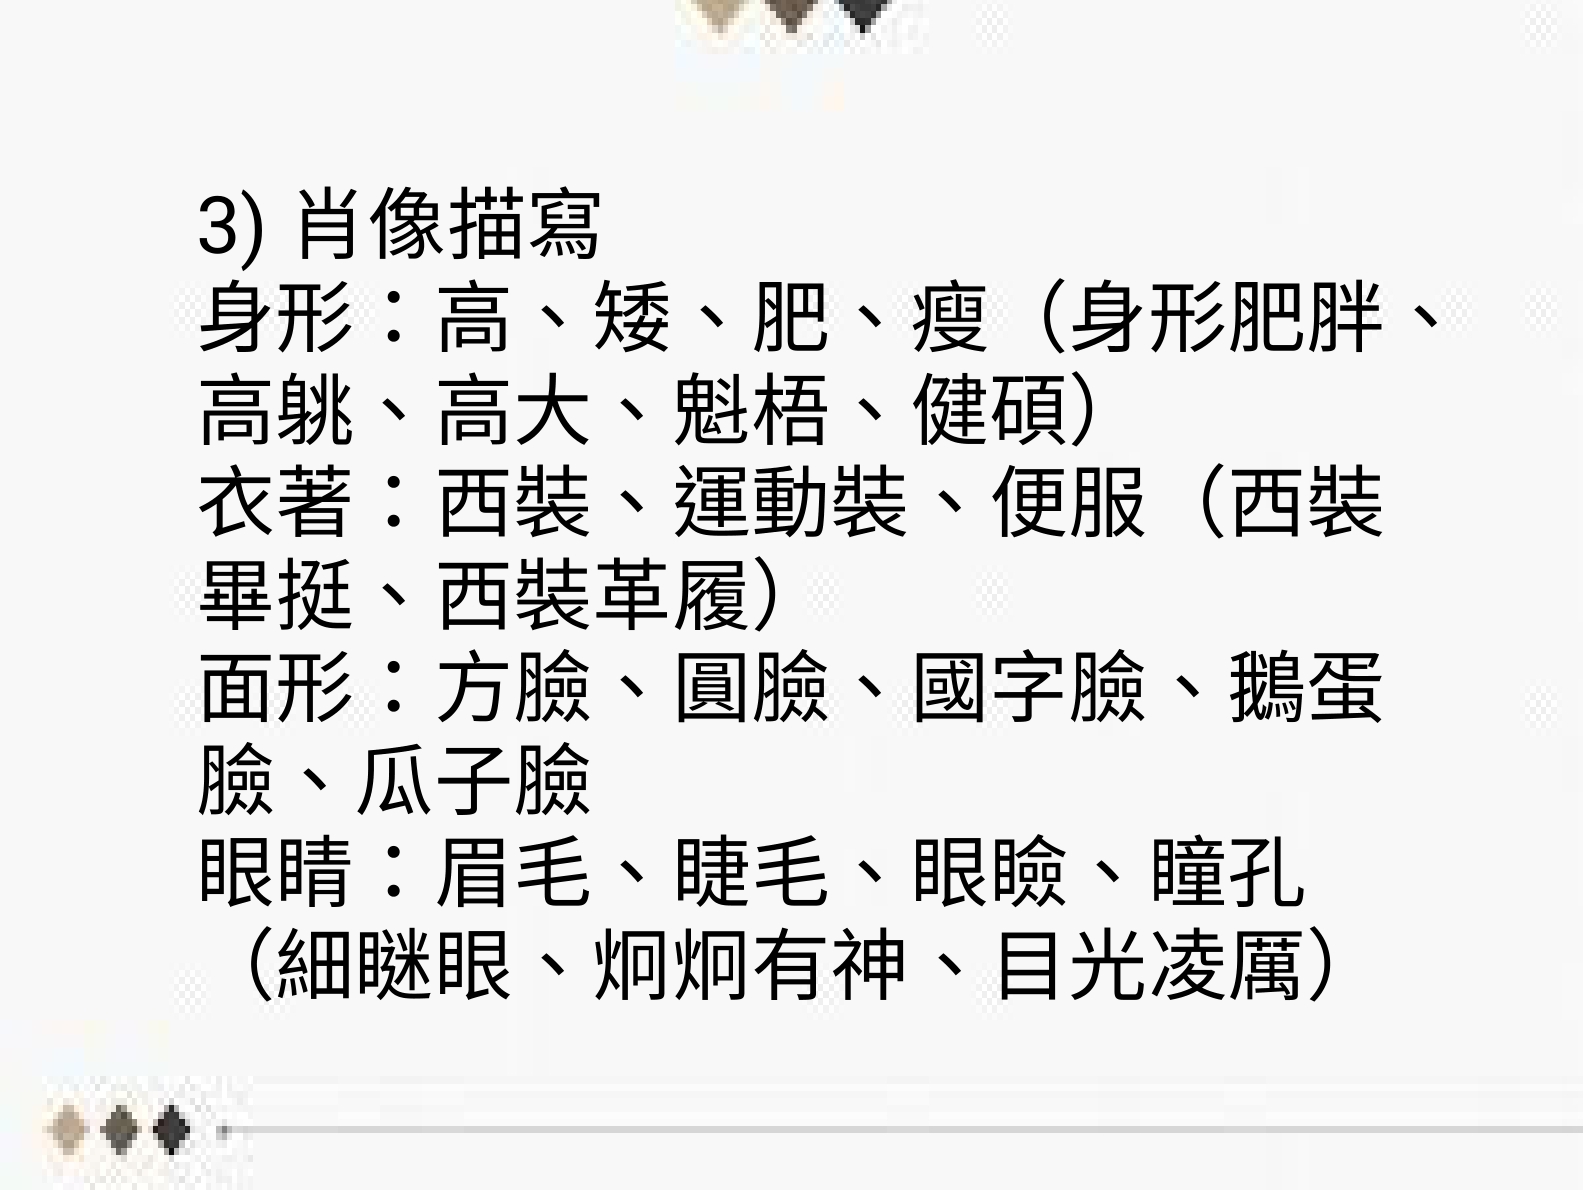 3) 肖像描寫
身形：高、矮、肥、瘦（身形肥胖、
高䠷、高大、魁梧、健碩）
衣著：西裝、運動裝、便服（西裝
畢挺、西裝革履）
面形：方臉、圓臉、國字臉、鵝蛋
臉、瓜子臉
眼睛：眉毛、睫毛、眼瞼、瞳孔
（細瞇眼、炯炯有神、目光凌厲）